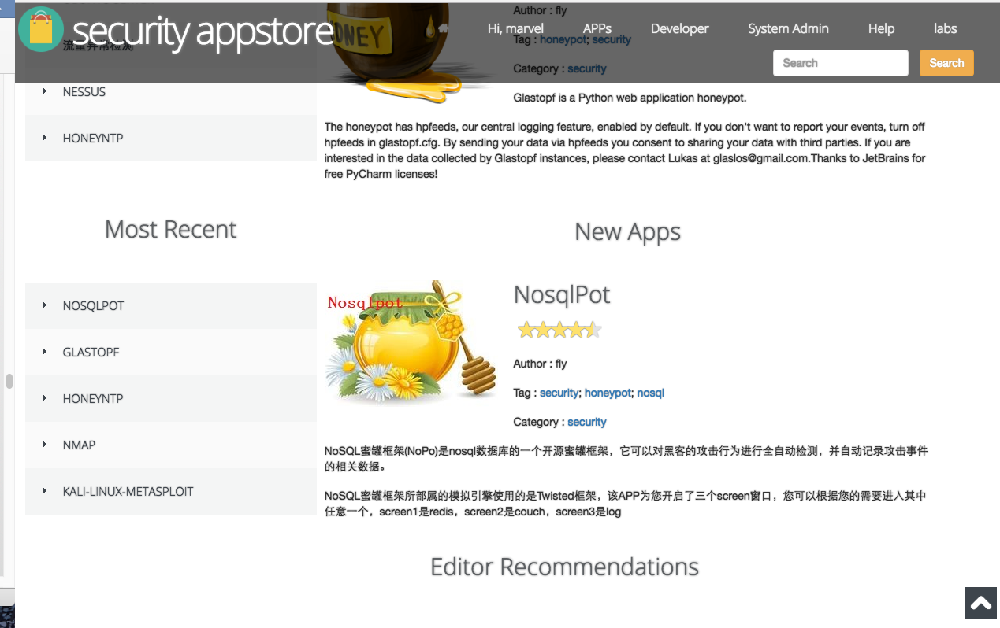 security appstore
Hi, marvel
APPs
Developer
System Admin
Help
labs
Search
Search
流量异常检测
NESSUS
HONEYNTP
HONEY
Author : fly
Tag : honeypot; security
Category : security
Glastopf is a Python web application honeypot.
The honeypot has hpfeeds, our central logging feature, enabled by default. If you don't want to report your events, turn off
hpfeeds in glastopf.cfg. By sending your data via hpfeeds you consent to sharing your data with third parties. If you are
interested in the data collected by Glastopf instances, please contact Lukas at glaslos@gmail.com.Thanks to JetBrains for
free PyCharm licenses!
Most Recent
NOSQLPOT
GLASTOPF
HONEYNTP
NMAP
KALI-LINUX-METASPLOIT
New Apps
Nosqlpot
NosqlPot
Author : fly
Tag : security; honeypot; nosql
Category : security
NoSQL蜜罐框架(NoPo)是nosql数据库的一个开源蜜罐框架，它可以对黑客的攻击行为进行全自动检测，并自动记录攻击事件
的相关数据。
NoSQL蜜罐框架所部属的模拟引擎使用的是Twisted框架，该APP为您开启了三个screen窗口，您可以根据您的需要进入其中
任意一个，screen1是redis，screen2是couch，screen3是log
Editor Recommendations